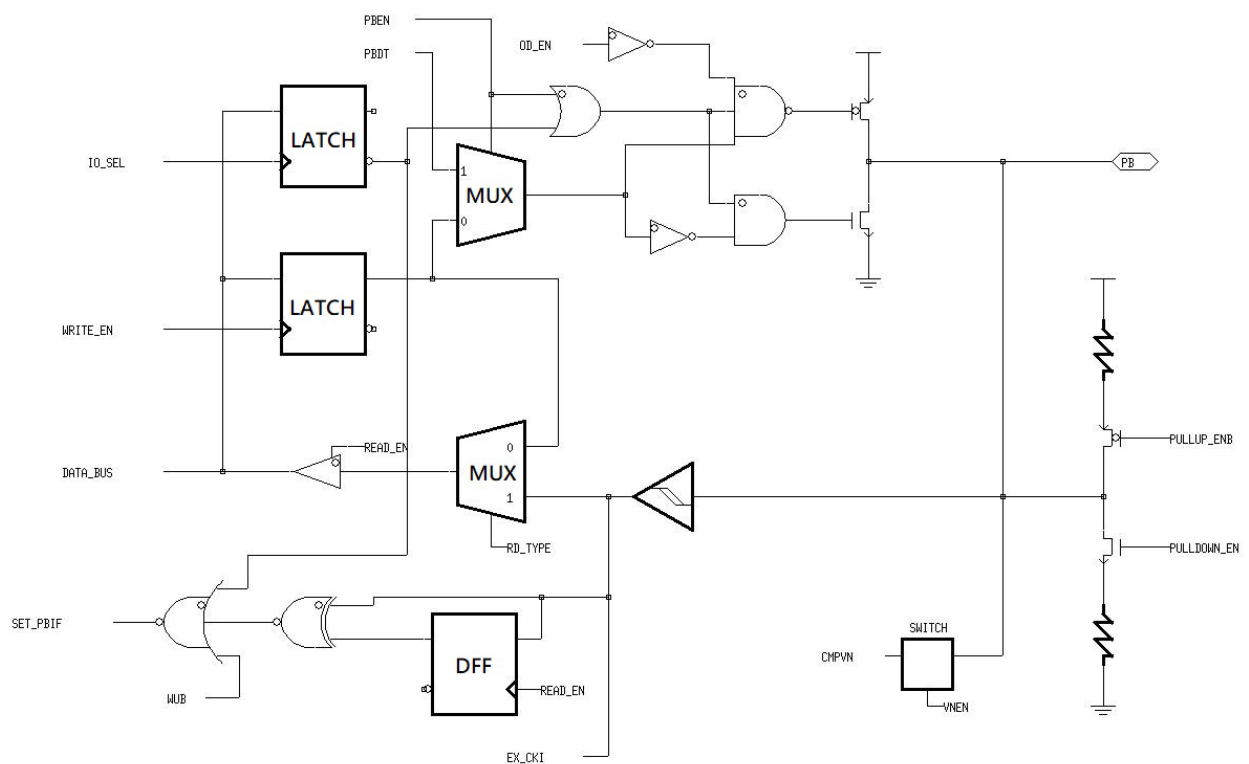 PBEN
PBDT
OD_EN
LATCH
IO_SEL
1
MUX
0
PB
LATCH
WRITE_EN
READ_EN
0
MUX
1
DATA_BUS
RD_TYPE
PULLUP_ENB
PULLDOWN_EN
SET_PBIF
WUB
DFF
READ_EN
EX_CKI
SWITCH
CMPVN
VNEN